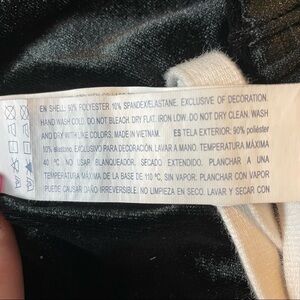 EN SHELL: 90% POLYESTER 10% SPANDEX/ELASTANE. EXCLUSIVE OF DECORATION.
HAND WASH COLD. DO NOT BLEACH. DRY FLAT. IRON LOW. DO NOT DRY CLEAN. WASH
AND DRY WITH LIKE COLORS. MADE IN VIETNAM. ES TELA EXTERIOR: 90% poliéster
10% elastano EXCLUSIVO PARA DECORACIÓN. LAVAR A MANO. TEMPERATURA MÁXIMA
40 ºC. NO USAR BLANQUEADOR. SECADO EXTENDIDO. PLANCHAR A UNA
TEMPERATURA MÁXIMA DE LA BASE DE 110 ºC, SIN VAPOR. PLANCHAR CON VAPOR
PUEDE CAUSAR DAÑO IRREVERSIBLE. NO LIMPIEZA EN SECO. LAVAR Y SECAR CON